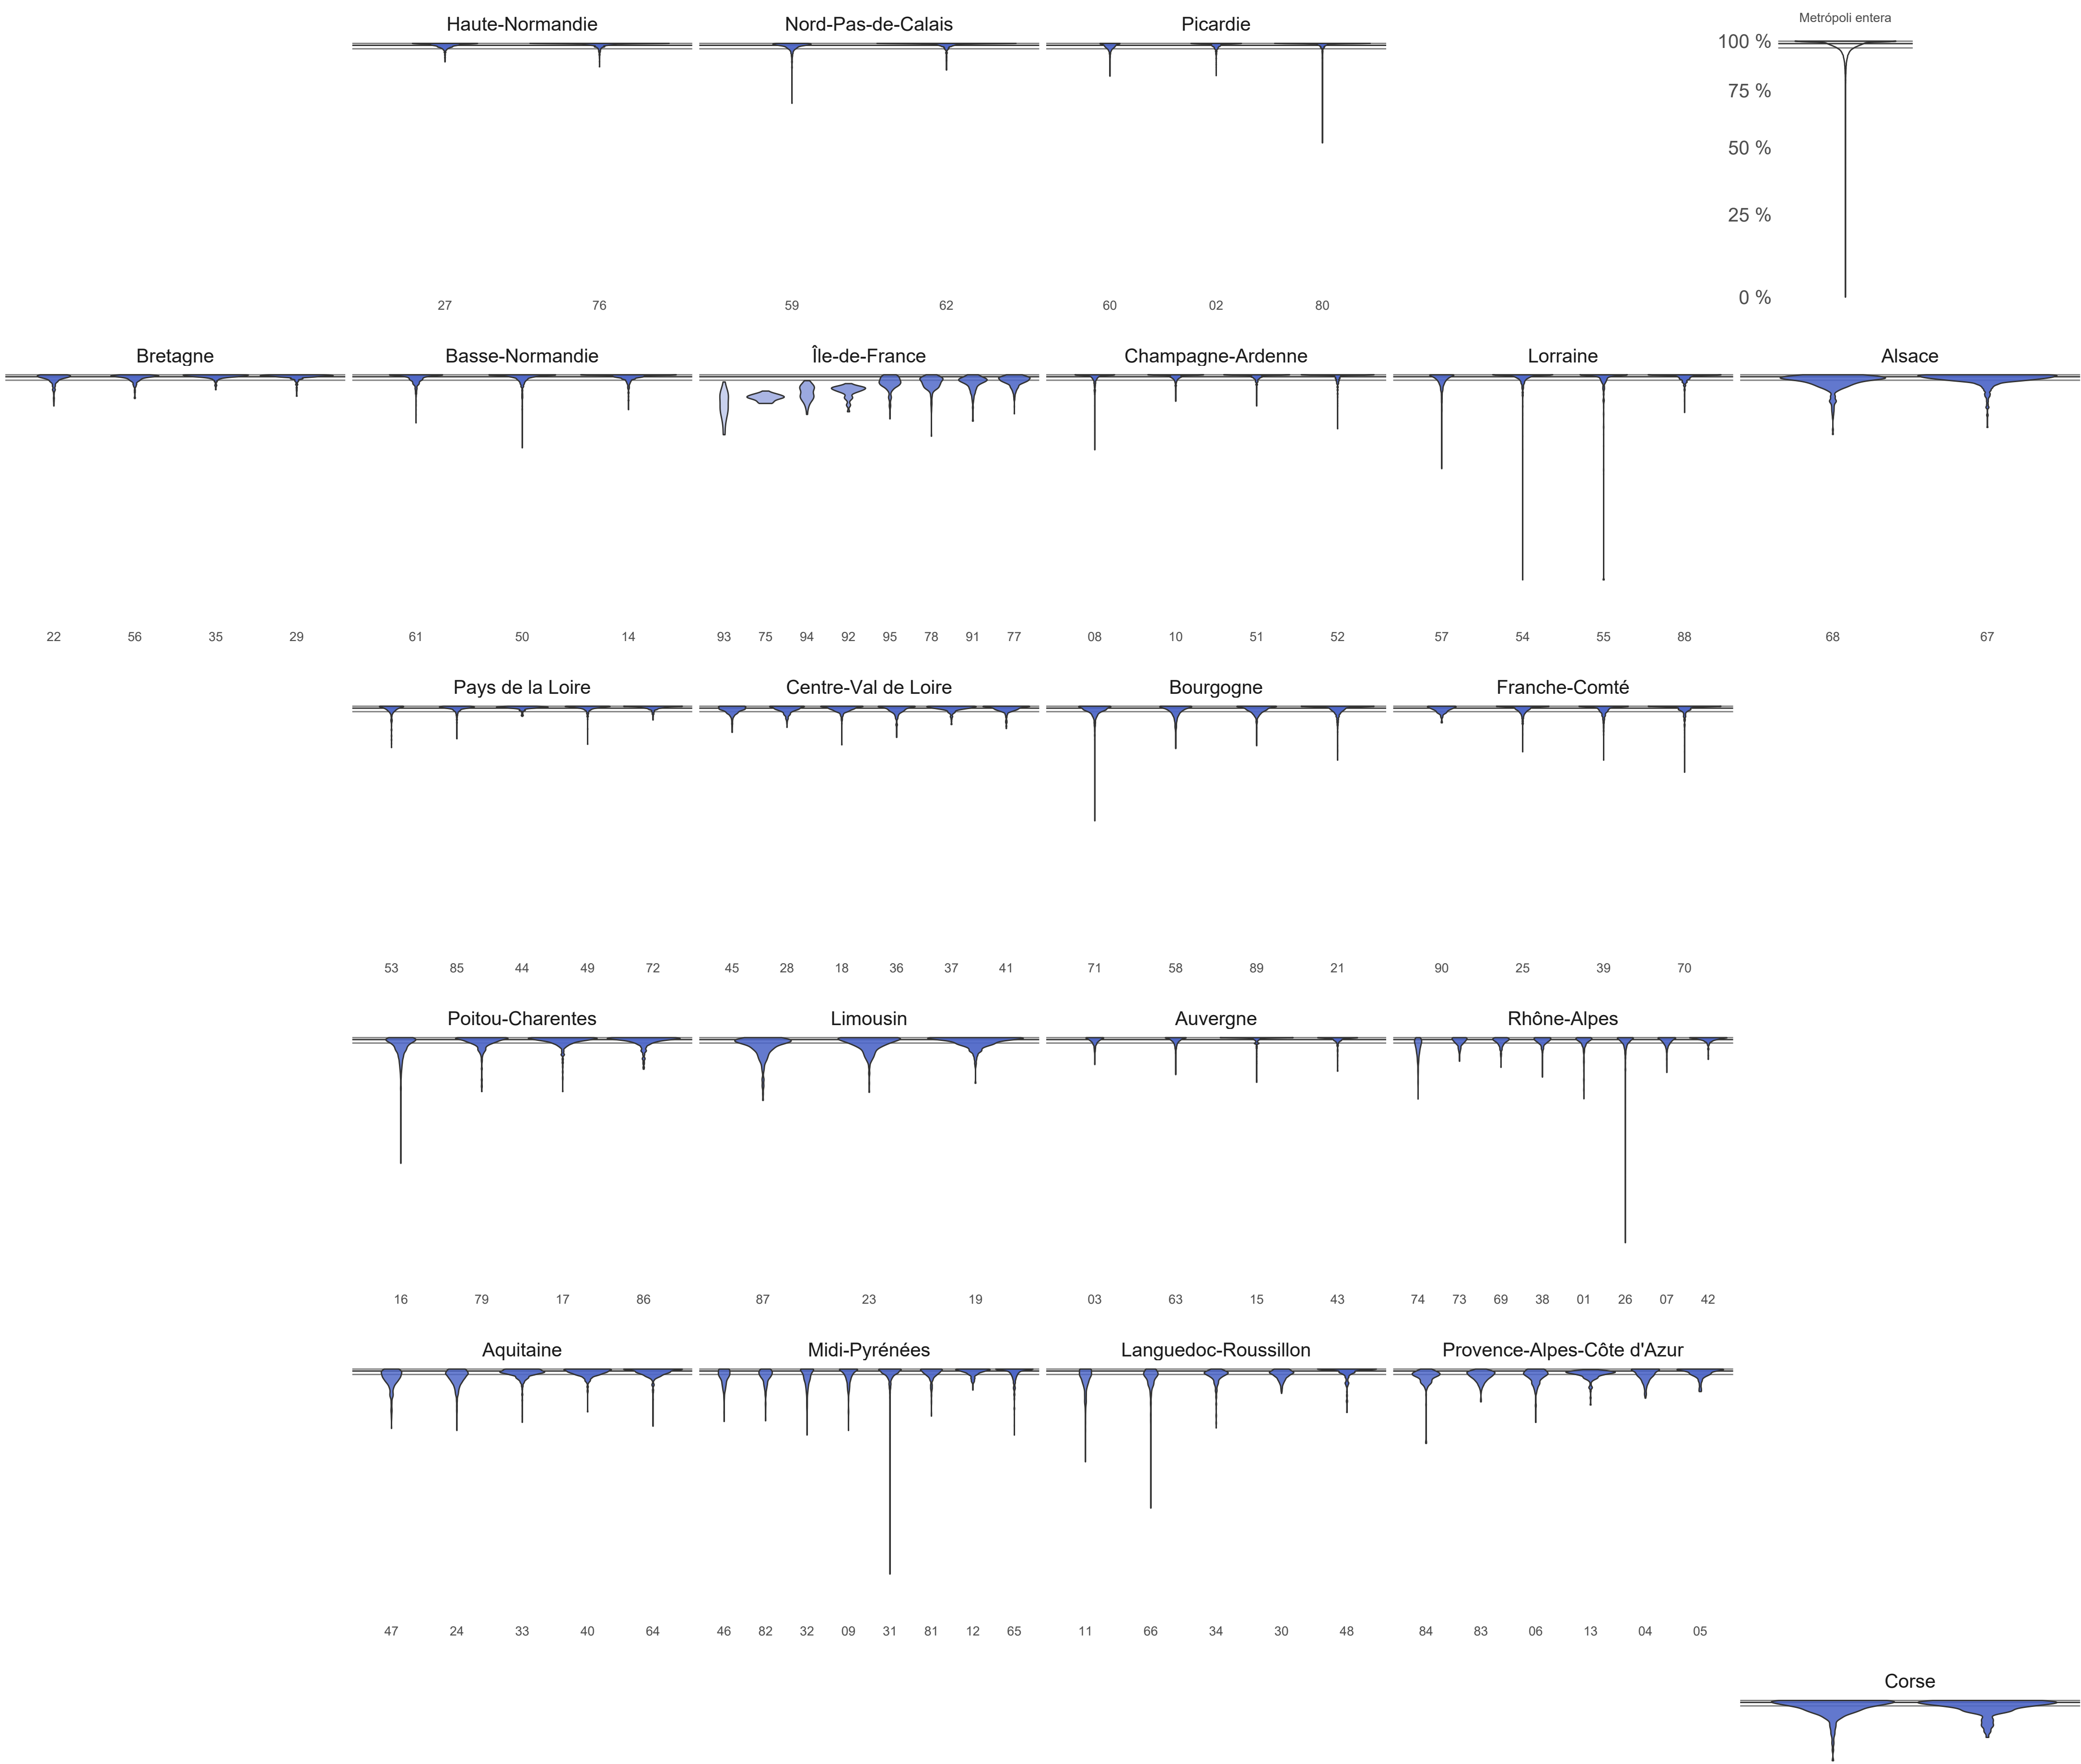 Metrópoli entera
Haute-Normandie Nord-Pas-de-Calais Picardie
100 %
75 %
50 %
25 %
0 %
27 76 59 62 60 02 80
Bretagne Basse-Normandie Île-de-France Champagne-Ardenne Lorraine Alsace
22 56 35 29 61 50 14 93 75 94 92 95 78 91 77 08 10 51 52 57 54 55 88 68 67
Pays de la Loire Centre-Val de Loire Bourgogne Franche-Comté
53 85 44 49 72 45 28 18 36 37 41 71 58 89 21 90 25 39 70
Poitou-Charentes Limousin Auvergne Rhône-Alpes
16 79 17 86 87 23 19 03 63 15 43 74 73 69 38 01 26 07 42
Aquitaine Midi-Pyrénées Languedoc-Roussillon Provence-Alpes-Côte d'Azur
47 24 33 40 64 46 82 32 09 31 81 12 65 11 66 34 30 48 84 83 06 13 04 05
Corse